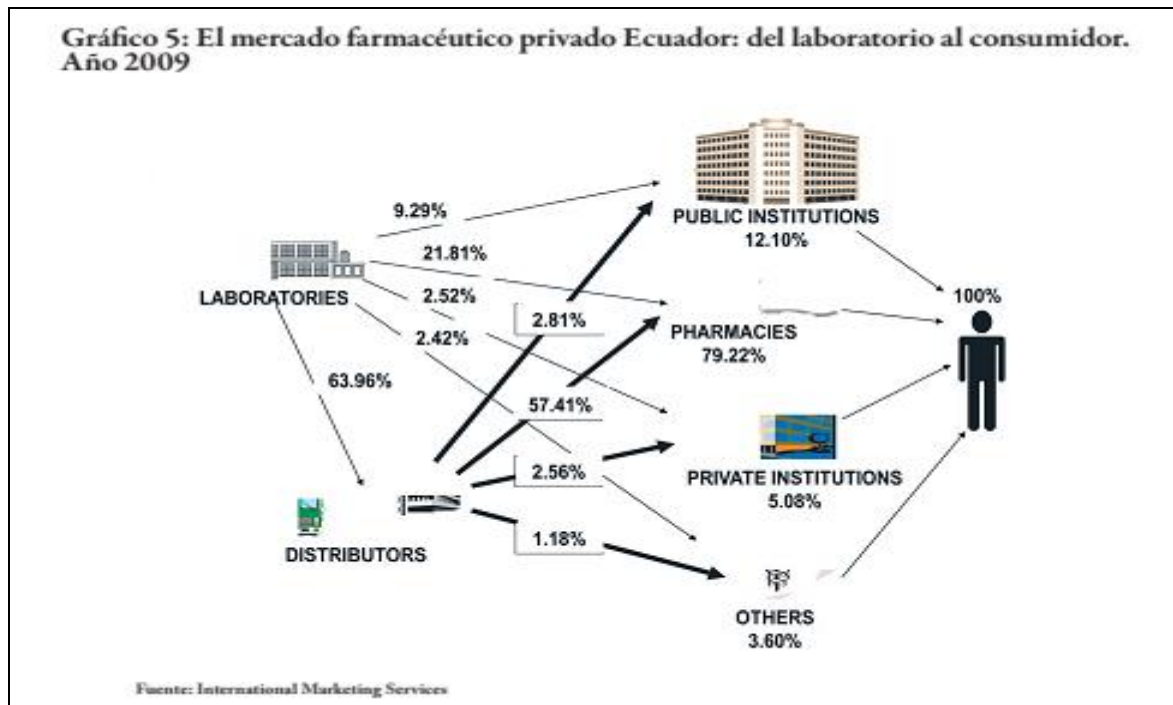 Gráfico 5: El mercado farmacéutico privado Ecuador: del laboratorio al consumidor.
Año 2009
PUBLIC INSTITUTIONS
12.10%
9.29%
21.81%
LABORATORIES
2.52%
100%
2.81%
PHARMACIES
79.22%
2.42%
63.96%
57.41%
2.56%
PRIVATE INSTITUTIONS
5.08%
1.18%
DISTRIBUTORS
OTHERS
3.60%
Fuente: International Marketing Services